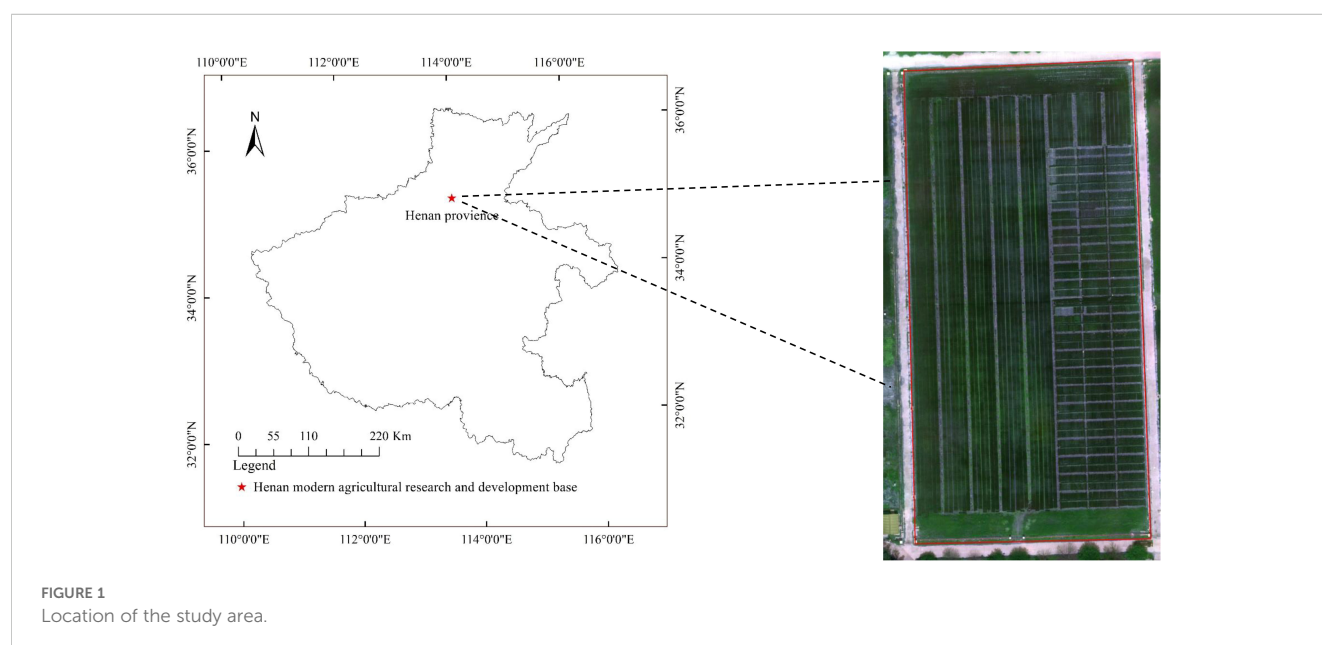 110°0'0"E 112°0'0"E 114°0'0"E 116°0'0"E
36°0'0"N
36°0'0"N
N
Henan provience
34°0'0"N
34°0'0"N
32°0'0"N
32°0'0"N
0 55 110 220 Km
Legend
Henan modern agricultural research and development base
110°0'0"E 112°0'0"E 114°0'0"E 116°0'0"E
FIGURE 1
Location of the study area.